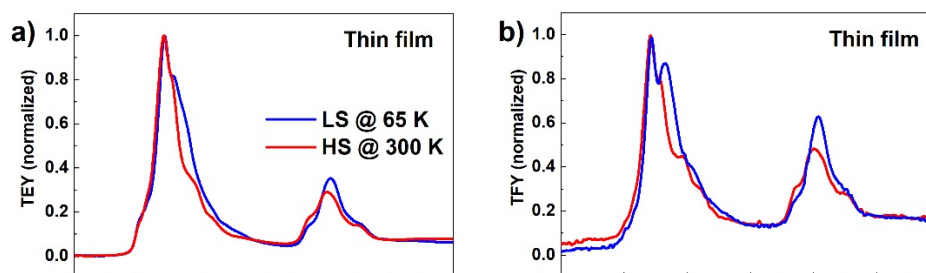 a)
TEY (normalized)
1.0
0.8
0.6
0.4
0.2
0.0
Thin film
LS @ 65 K
HS @ 300 K
b)
TFY (normalized)
1.0
0.8
0.6
0.4
0.2
0.0
Thin film